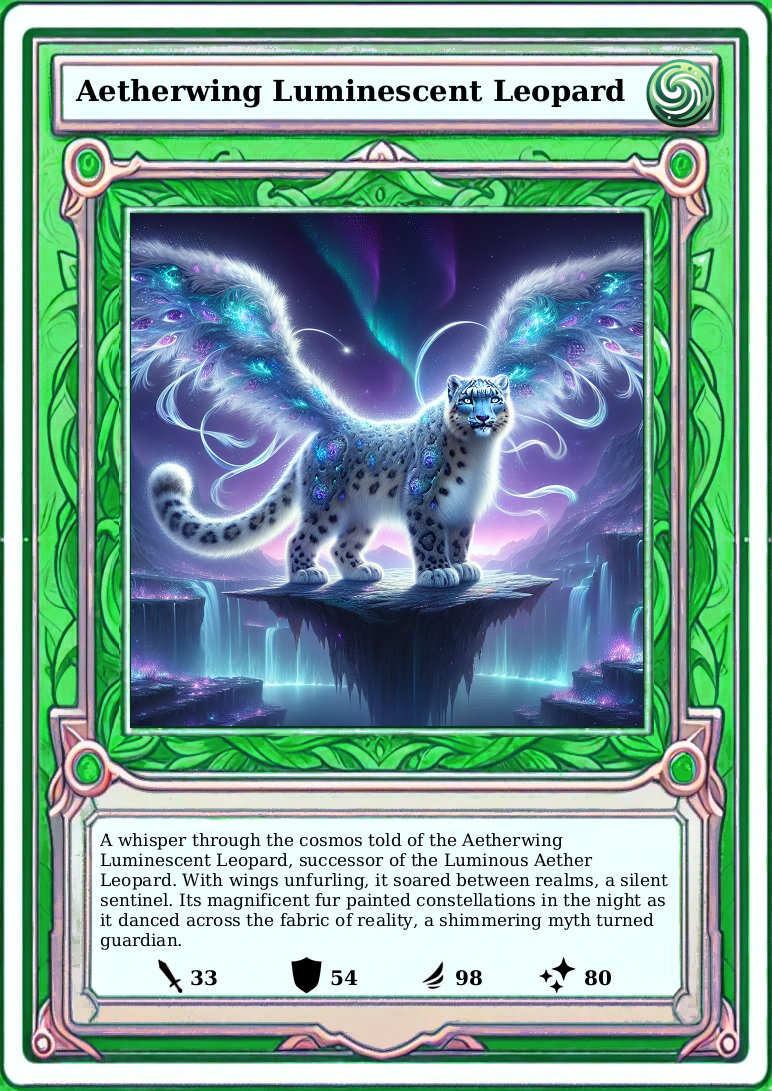 Aetherwing Luminescent Leopard
A whisper through the cosmos told of the Aetherwing
Luminescent Leopard, successor of the Luminous Aether
Leopard. With wings unfurling, it soared between realms, a silent
sentinel. Its magnificent fur painted constellations in the night as
it danced across the fabric of reality, a shimmering myth turned
guardian.
33 54 98 80